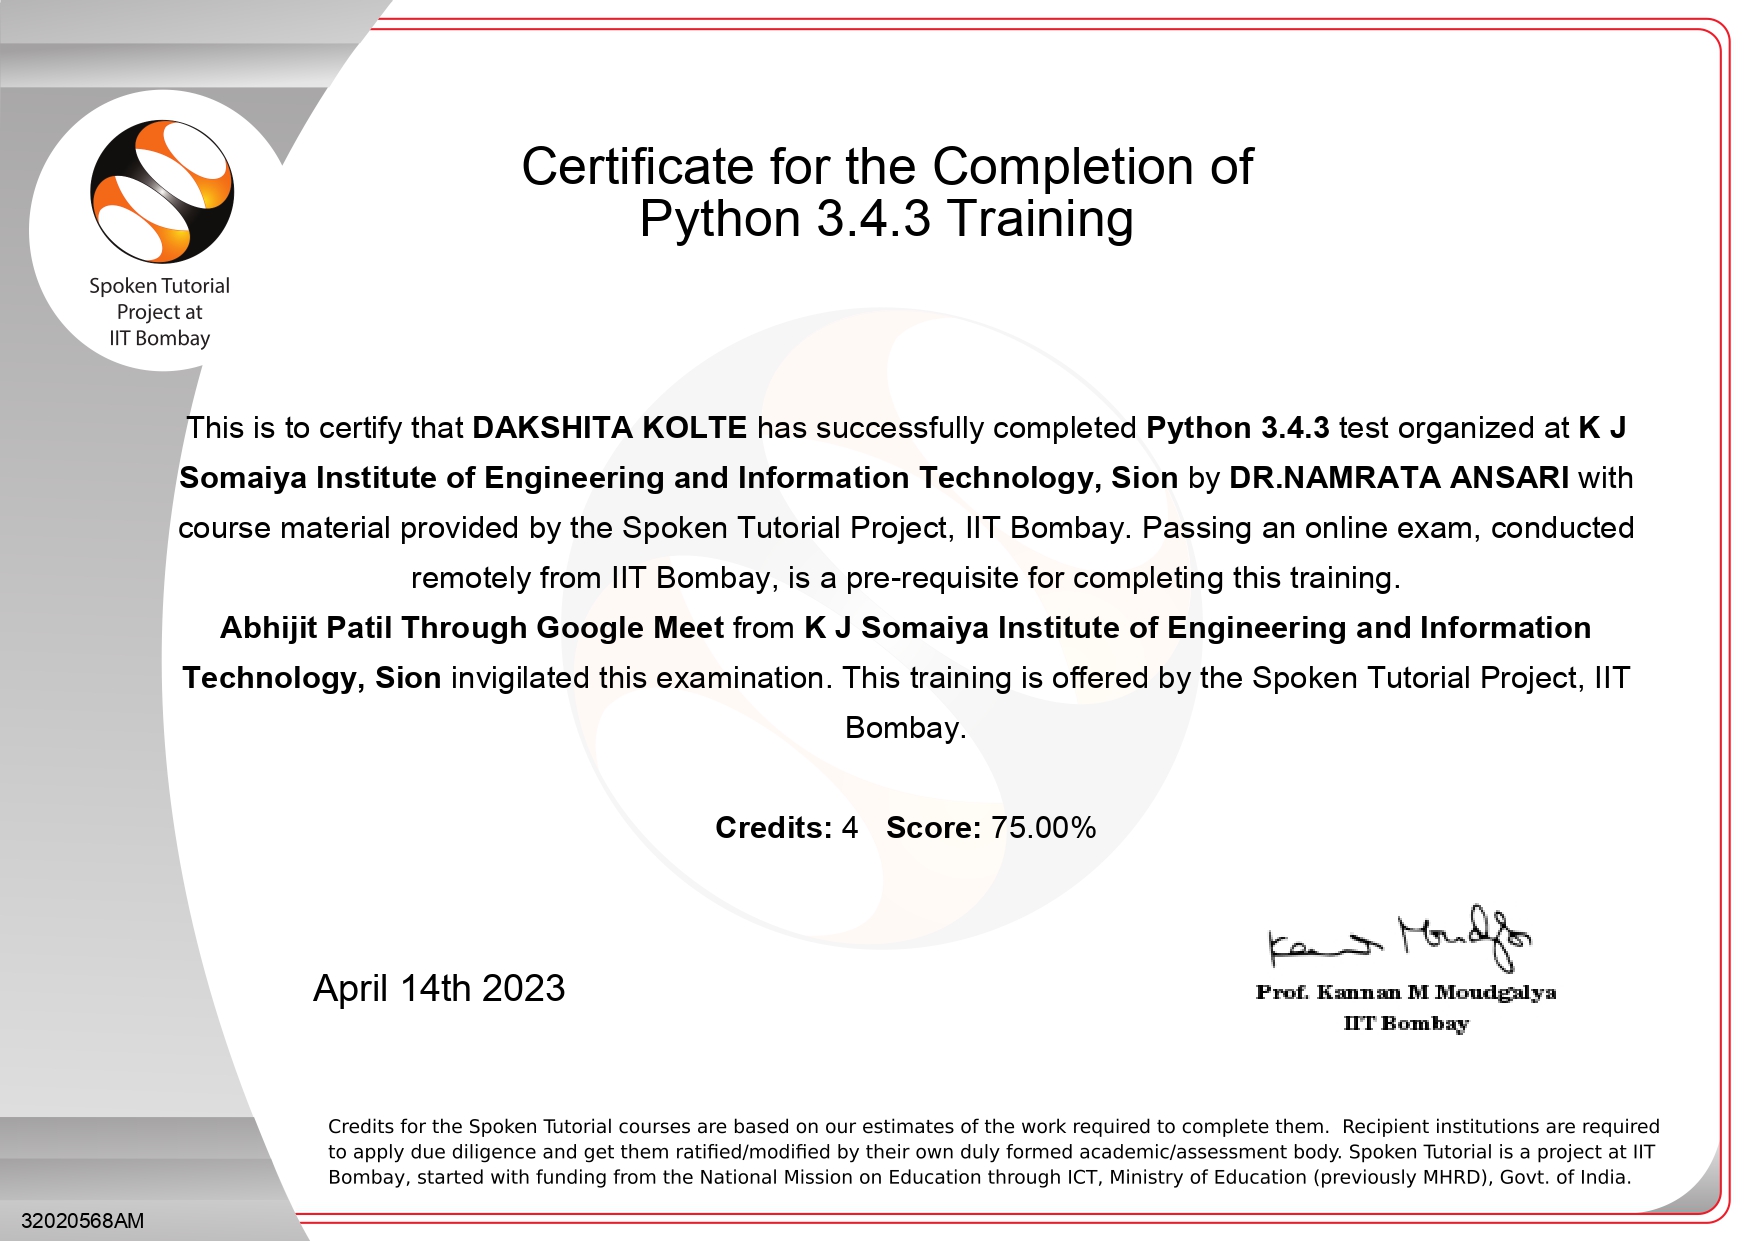 Certificate for the Completion of
Python 3.4.3 Training
Spoken Tutorial
Project at
IIT Bombay
This is to certify that DAKSHITA KOLTE has successfully completed Python 3.4.3 test organized at K J
Somaiya Institute of Engineering and Information Technology, Sion by DR.NAMRATA ANSARI with
course material provided by the Spoken Tutorial Project, IIT Bombay. Passing an online exam, conducted
remotely from IIT Bombay, is a pre-requisite for completing this training.
Abhijit Patil Through Google Meet from K J Somaiya Institute of Engineering and Information
Technology, Sion invigilated this examination. This training is offered by the Spoken Tutorial Project, IIT
Bombay.
Credits: 4 Score: 75.00%
April 14th 2023
Kannan Moudgalya
Prof. Kannan M Moudgalya
IIT Bombay
Credits for the Spoken Tutorial courses are based on our estimates of the work required to complete them. Recipient institutions are required
to apply due diligence and get them ratified/modified by their own duly formed academic/assessment body. Spoken Tutorial is a project at IIT
Bombay, started with funding from the National Mission on Education through ICT, Ministry of Education (previously MHRD), Govt. of India.
32020568AM